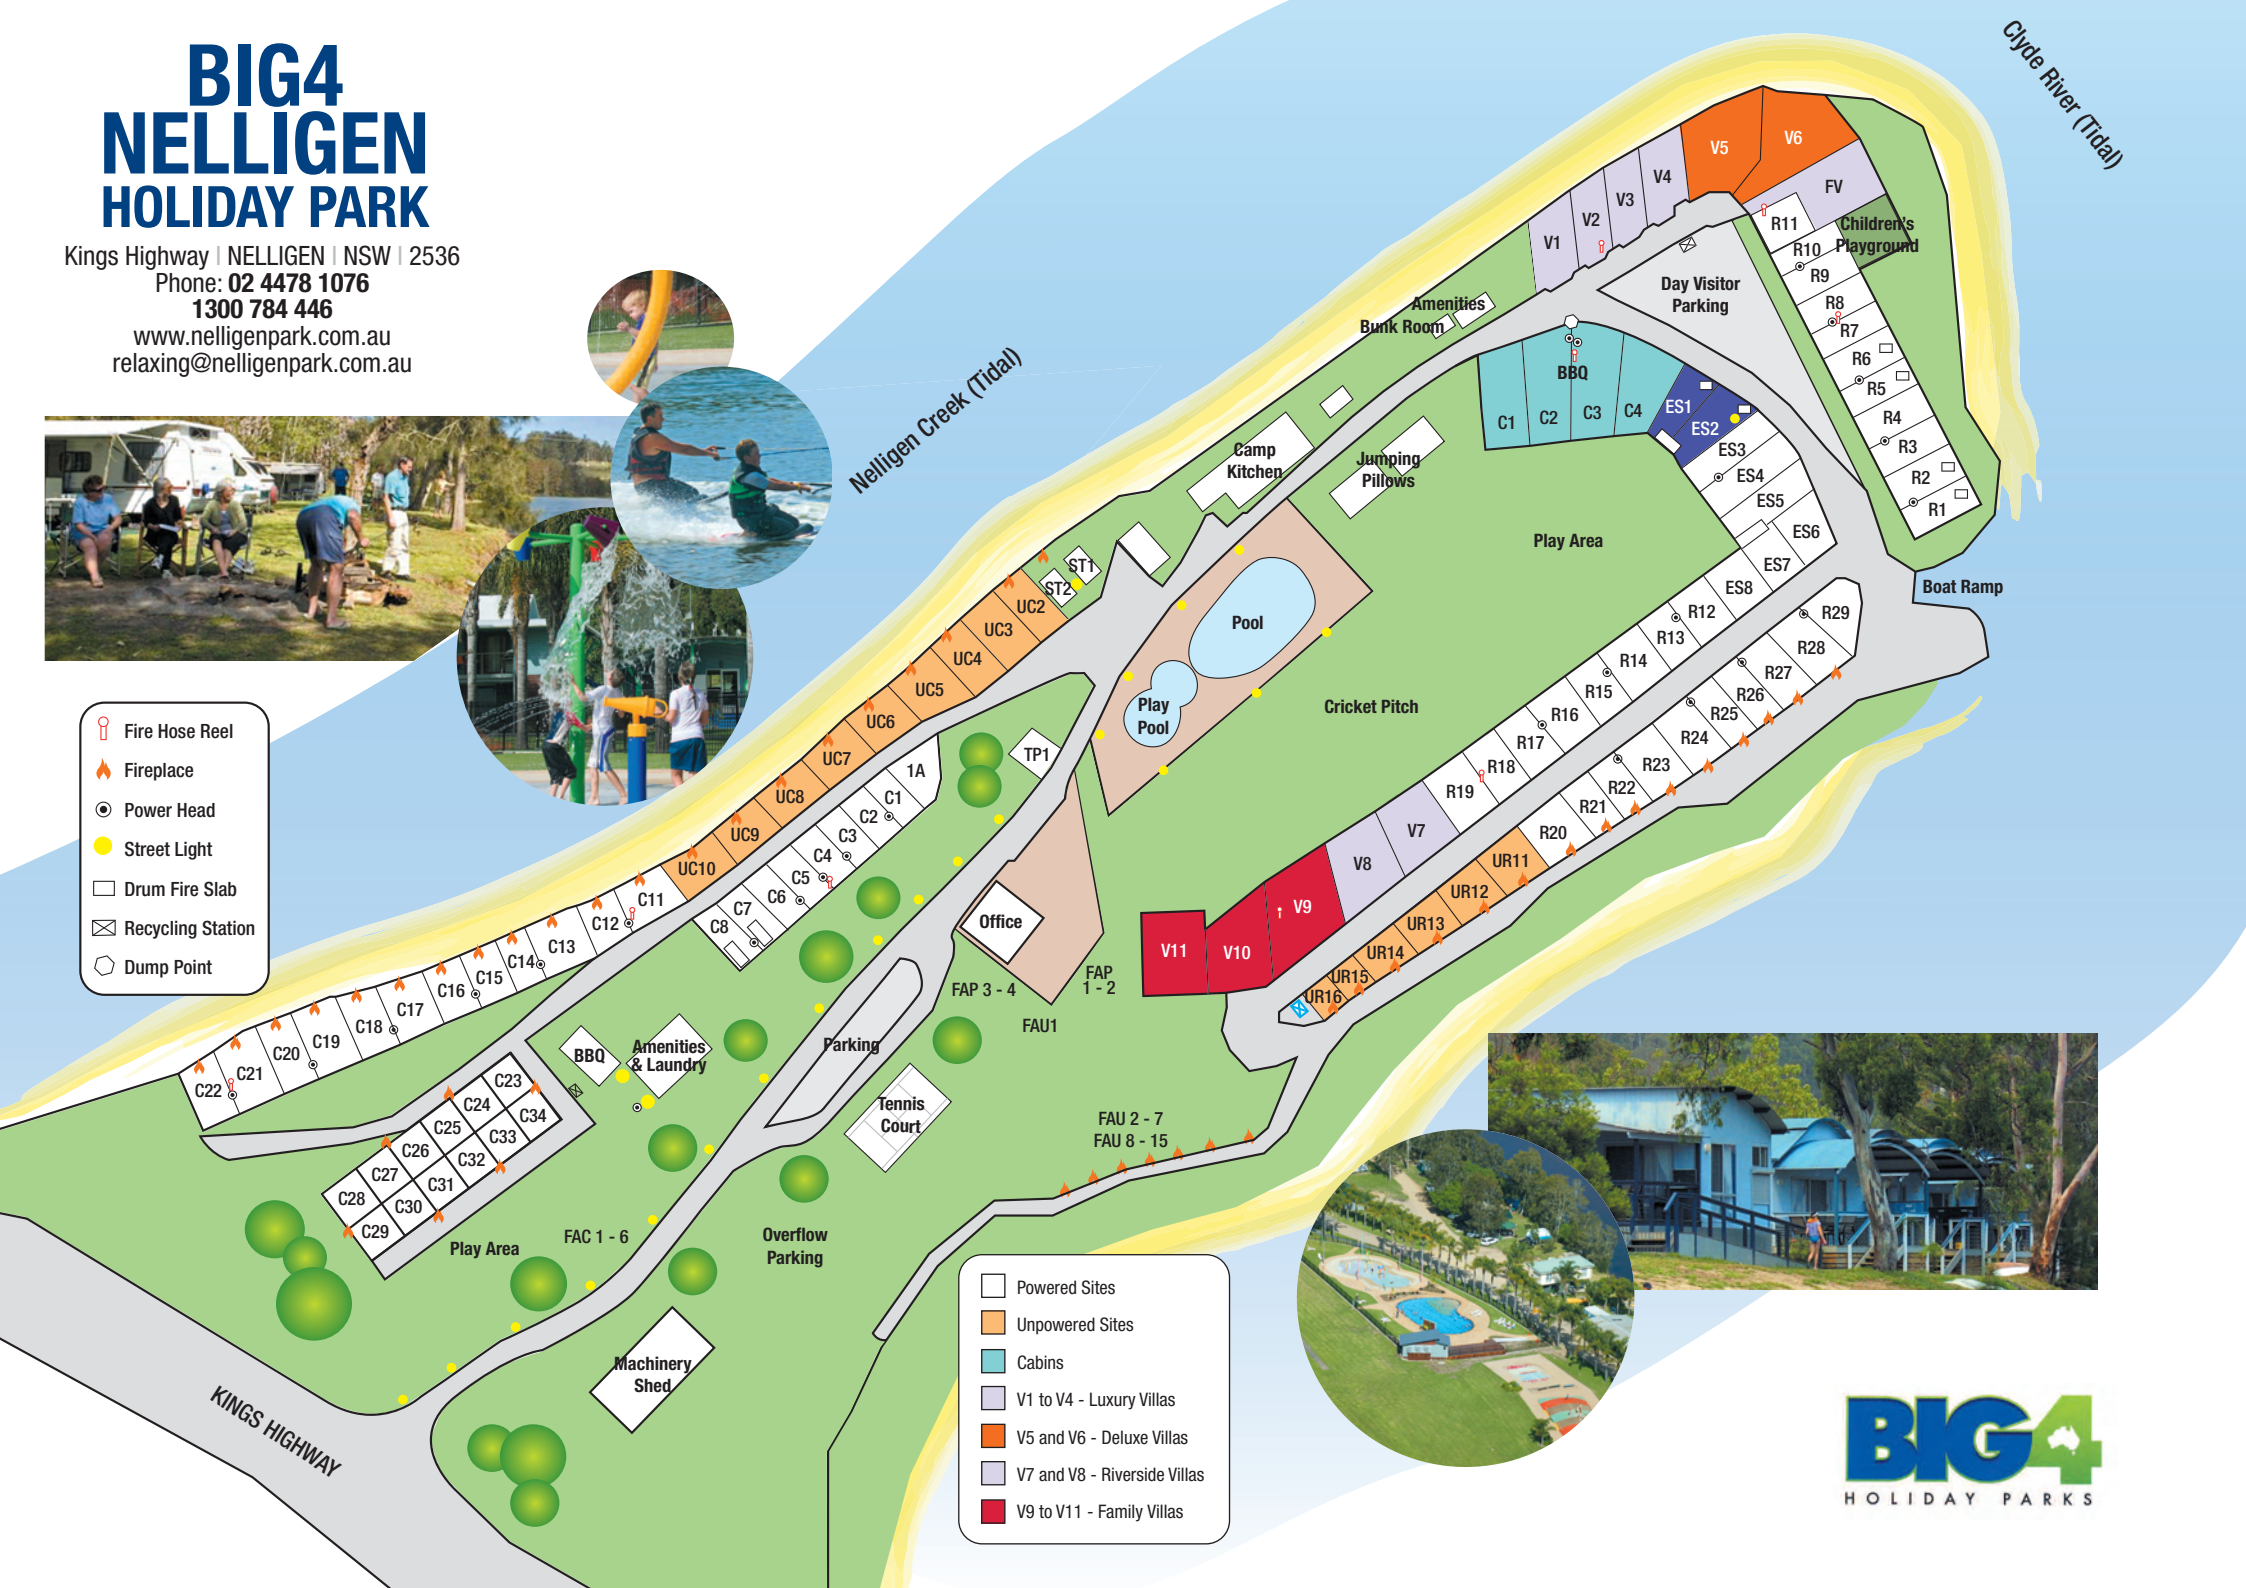 BIG4
NELLIGEN
HOLIDAY PARK
Kings Highway | NELLIGEN | NSW | 2536
Phone: 02 4478 1076
1300 784 446
www.nelligenpark.com.au
relaxing@nelligenpark.com.au
Fire Hose Reel
Fireplace
Power Head
Street Light
Drum Fire Slab
Recycling Station
Dump Point
Nelligen Creek (Tidal)
Clyde River (Tidal)
V1
V2
V3
V4
V5
V6
FV
Children's
Playground
R11
R10
R9
R8
R7
R6
R5
R4
R3
R2
R1
Day Visitor
Parking
Amenities
Bunk Room
BBQ
C1
C2
C3
C4
ES1
ES2
ES3
ES4
ES5
ES6
ES7
ES8
Camp
Kitchen
Jumping
Pillows
Play Area
Boat Ramp
ST1
ST2
UC2
UC3
UC4
UC5
UC6
UC7
UC8
UC9
UC10
Pool
Play
Pool
Cricket Pitch
R12
R13
R14
R15
R16
R17
R18
R19
V7
V8
V9
V10
V11
R29
R28
R27
R26
R25
R24
R23
R22
R21
R20
UR11
UR12
UR13
UR14
UR15
UR16
TP1
1A
C1
C2
C3
C4
C5
C6
C7
C8
C11
C12
C13
C14
C15
C16
C17
C18
C19
C20
C21
C22
Office
FAP
1 - 2
FAP 3 - 4
FAU1
Parking
BBQ
Amenities
& Laundry
Tennis
Court
FAU 2 - 7
FAU 8 - 15
C23
C24
C25
C26
C27
C28
C29
C30
C31
C32
C33
C34
Play Area
FAC 1 - 6
Overflow
Parking
Machinery
Shed
KINGS HIGHWAY
Powered Sites
Unpowered Sites
Cabins
V1 to V4 - Luxury Villas
V5 and V6 - Deluxe Villas
V7 and V8 - Riverside Villas
V9 to V11 - Family Villas
BIG4
HOLIDAY PARKS